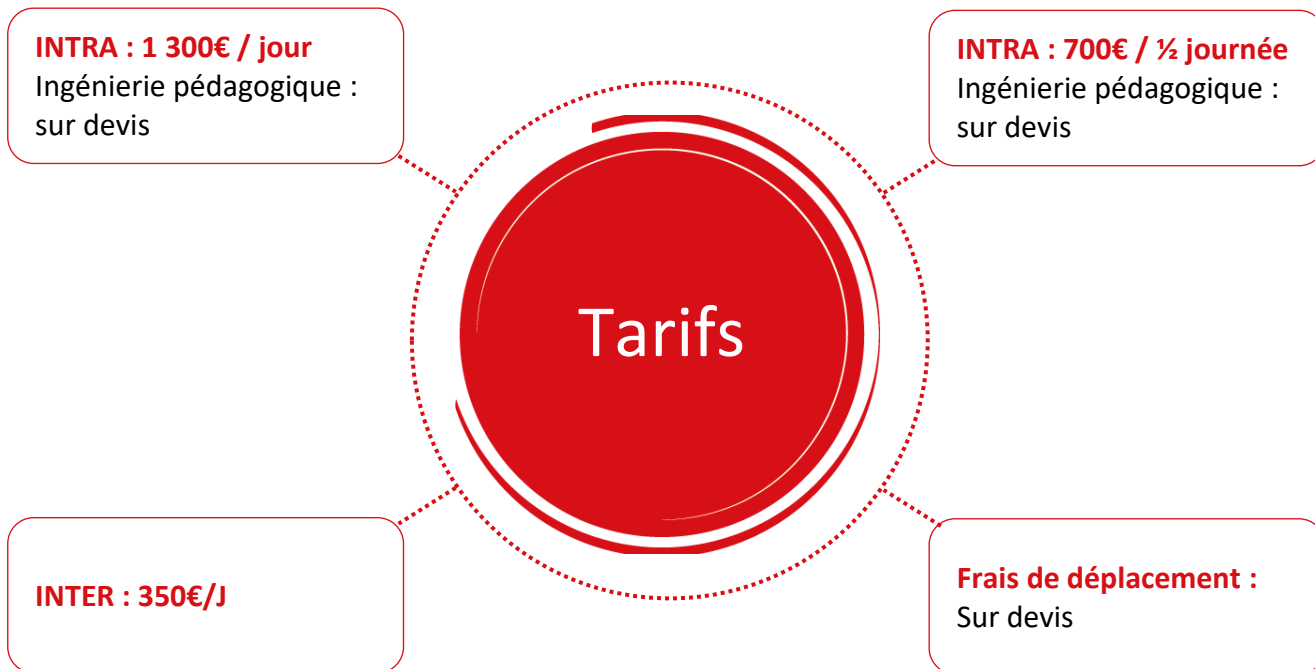 INTRA : 1 300€ / jour
Ingénierie pédagogique :
sur devis
INTRA : 700€ / ½ journée
Ingénierie pédagogique :
sur devis
Tarifs
INTER : 350€/J
Frais de déplacement :
Sur devis